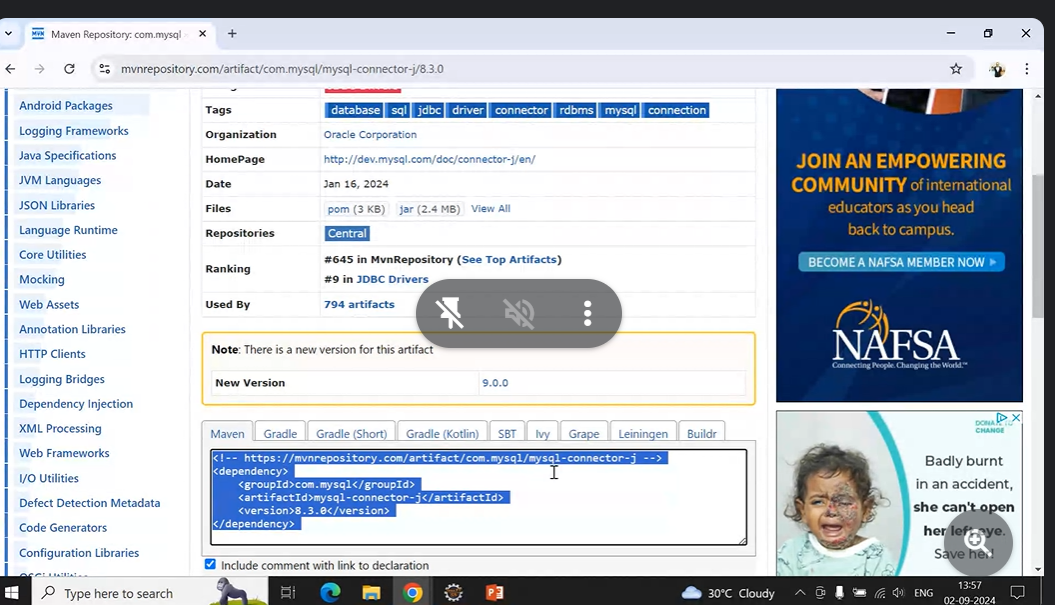 Maven Repository: com.mysql
mvnrepository.com/artifact/com.mysql/mysql-connector-j/8.3.0
Android Packages
Logging Frameworks
Java Specifications
JVM Languages
JSON Libraries
Language Runtime
Core Utilities
Mocking
Web Assets
Annotation Libraries
HTTP Clients
Logging Bridges
Dependency Injection
XML Processing
Web Frameworks
I/O Utilities
Defect Detection Metadata
Code Generators
Configuration Libraries
Tags database sql jdbc driver connector rdbms mysql connection
Organization Oracle Corporation
HomePage http://dev.mysql.com/doc/connector-j/en/
Date Jan 16, 2024
Files pom (3 KB) jar (2.4 MB) View All
Repositories Central
Ranking #645 in MvnRepository (See Top Artifacts)
#9 in JDBC Drivers
Used By 794 artifacts
Note: There is a new version for this artifact
New Version 9.0.0
Maven Gradle Gradle (Short) Gradle (Kotlin) SBT Ivy Grape Leiningen Buildr
<!-- https://mvnrepository.com/artifact/com.mysql/mysql-connector-j -->
<dependency>
<groupId>com.mysql</groupId>
<artifactId>mysql-connector-j</artifactId>
<version>8.3.0</version>
</dependency>
Include comment with link to declaration
JOIN AN EMPOWERING
COMMUNITY of international
educators as you head
back to campus.
BECOME A NAFSA MEMBER NOW
NAFSA
Connecting People. Changing the World.™
CHANGE
Badly burnt
in an accident,
she can't open
her left eye.
Save her!
Type here to search
30°C Cloudy
ENG
13:57
02-09-2024